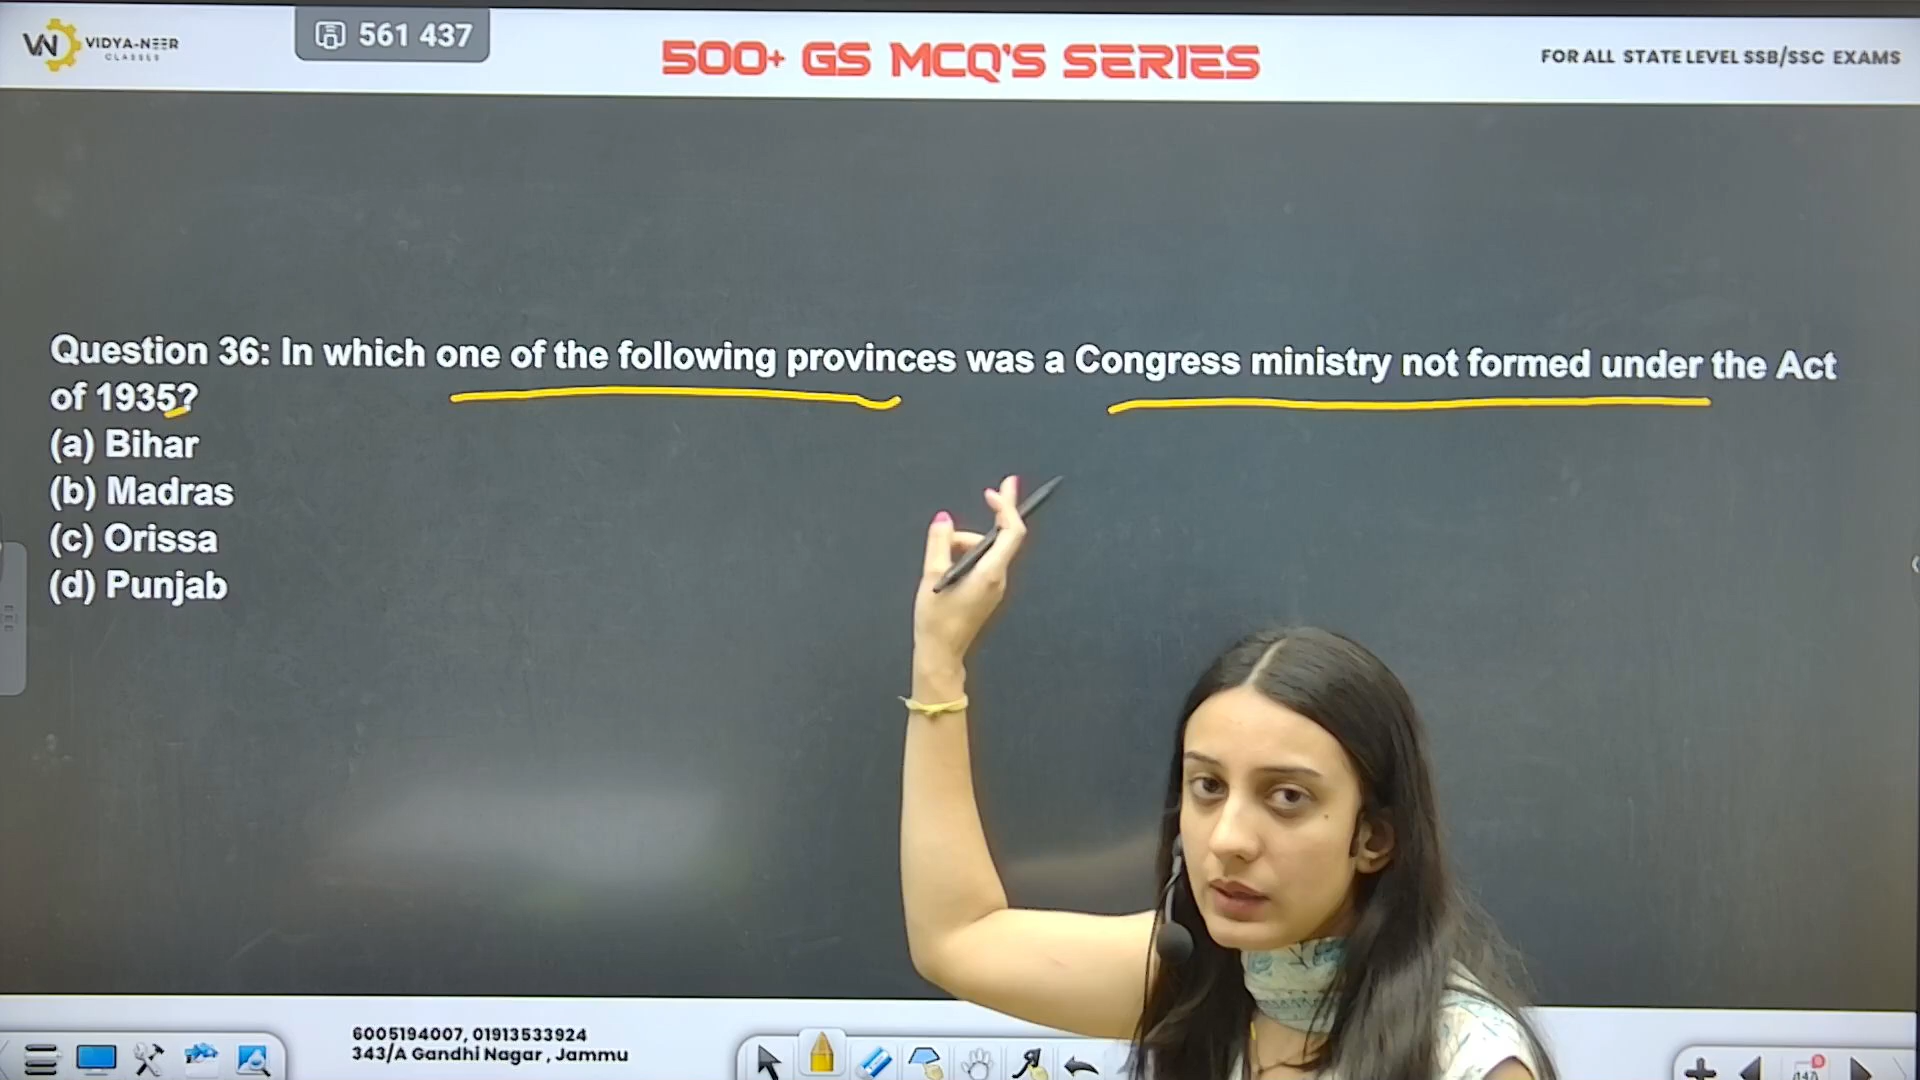 VN VIDYA-NEER
CLASSES
561 437
500+ GS MCQ'S SERIES
FOR ALL STATE LEVEL SSB/SSC EXAMS
Question 36: In which one of the following provinces was a Congress ministry not formed under the Act
of 1935?
(a) Bihar
(b) Madras
(c) Orissa
(d) Punjab
6005194007, 01913533924
343/A Gandhi Nagar , Jammu